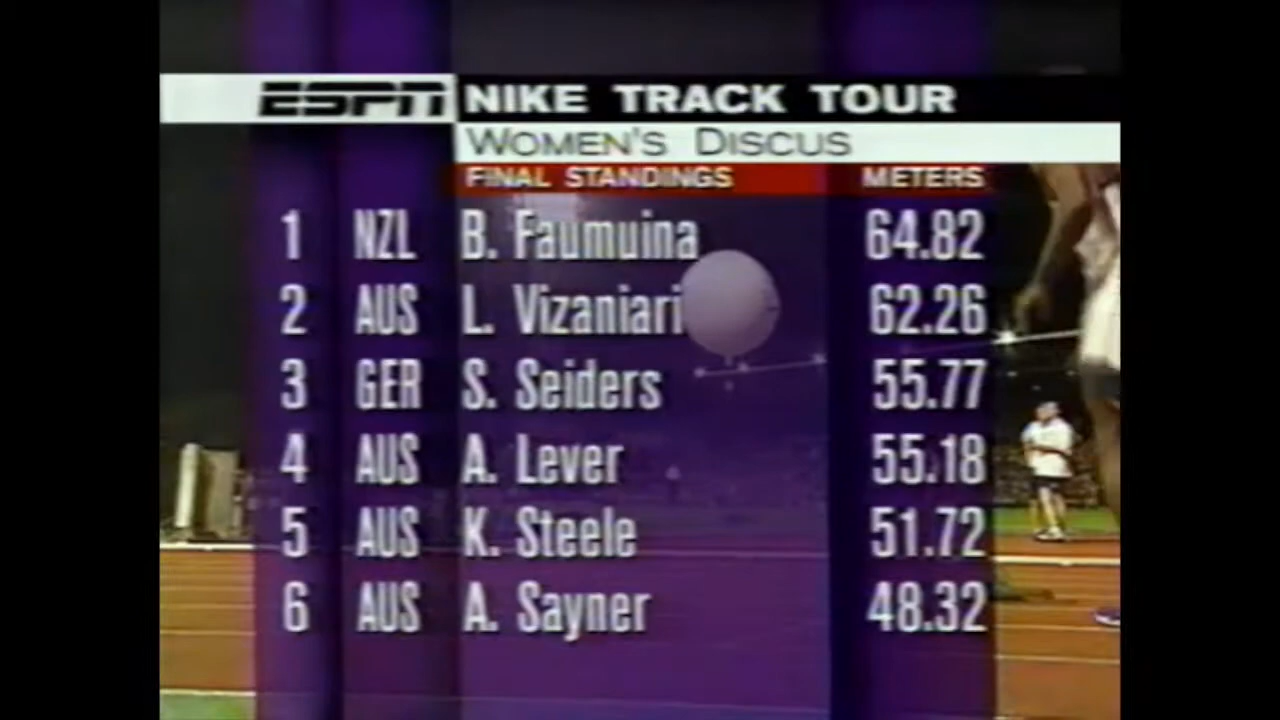 ESPN NIKE TRACK TOUR
WOMEN'S DISCUS
FINAL STANDINGS METERS
1 NZL B. Faumuina 64.82
2 AUS L. Vizaniari 62.26
3 GER S. Seiders 55.77
4 AUS A. Lever 55.18
5 AUS K. Steele 51.72
6 AUS A. Sayner 48.32